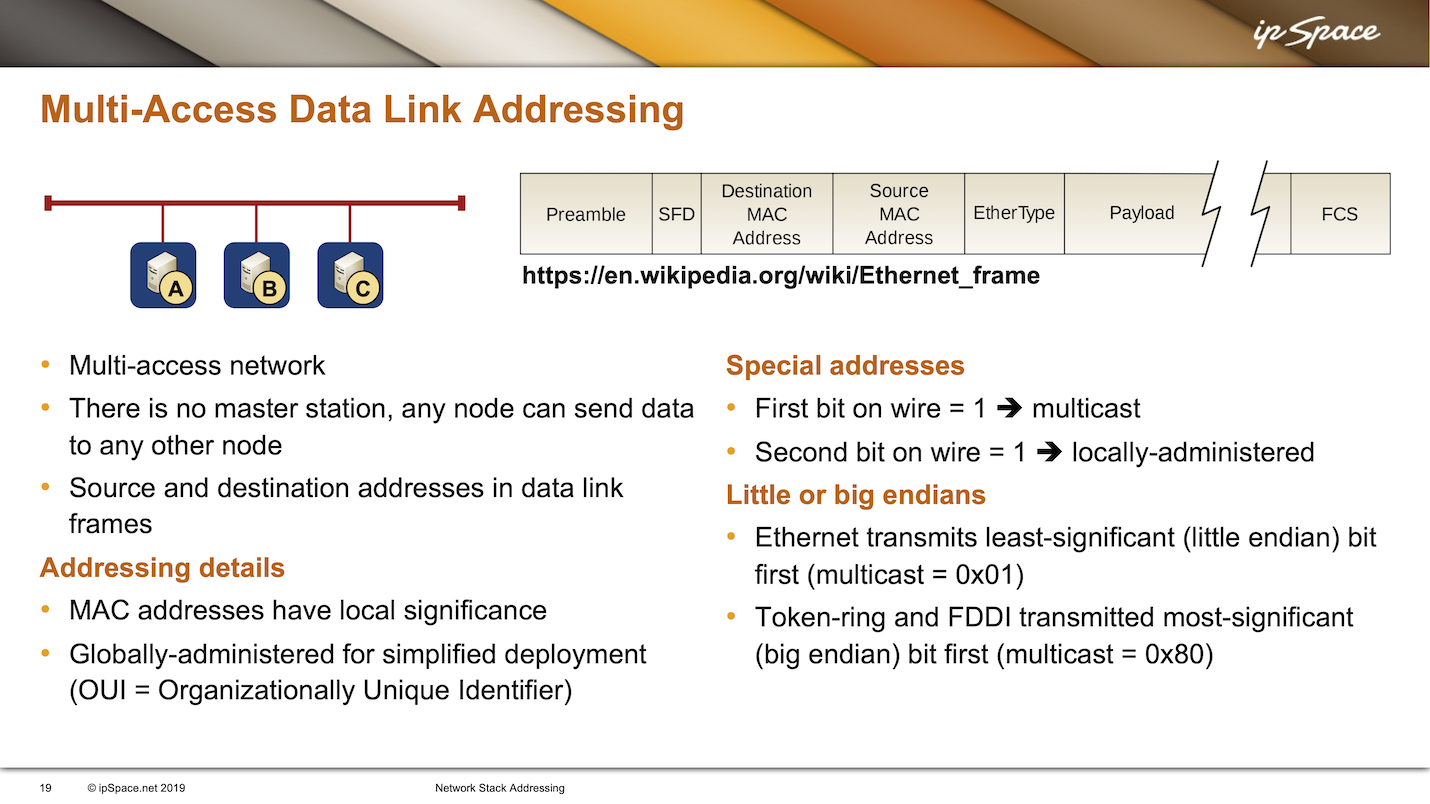 ipSpace
Multi-Access Data Link Addressing
A
B
C
Preamble
SFD
Destination
MAC
Address
Source
MAC
Address
EtherType
Payload
FCS
https://en.wikipedia.org/wiki/Ethernet_frame
• Multi-access network
• There is no master station, any node can send data
to any other node
• Source and destination addresses in data link
frames
Addressing details
• MAC addresses have local significance
• Globally-administered for simplified deployment
(OUI = Organizationally Unique Identifier)
Special addresses
• First bit on wire = 1 ➔ multicast
• Second bit on wire = 1 ➔ locally-administered
Little or big endians
• Ethernet transmits least-significant (little endian) bit
first (multicast = 0x01)
• Token-ring and FDDI transmitted most-significant
(big endian) bit first (multicast = 0x80)
19
© ipSpace.net 2019
Network Stack Addressing